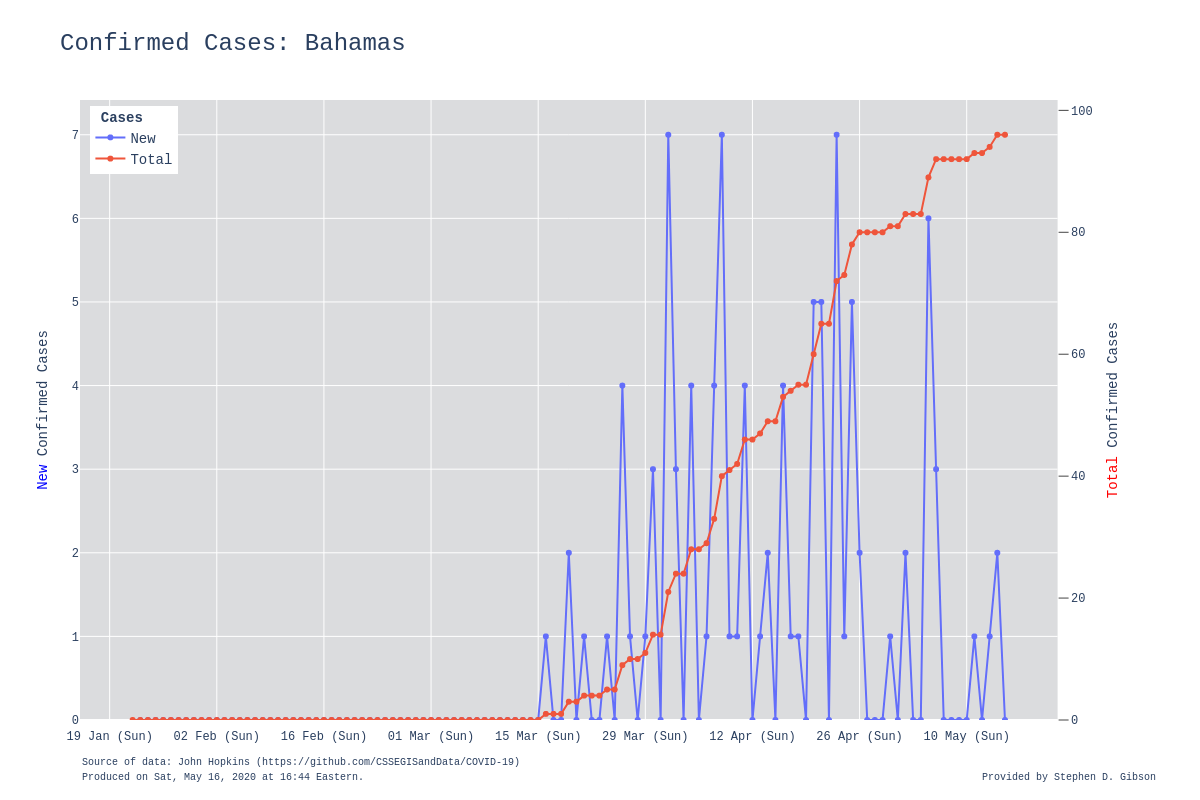 Confirmed Cases: Bahamas
Cases
New
Total
7
6
5
4
3
2
1
0
New Confirmed Cases
100
80
60
40
20
0
Total Confirmed Cases
19 Jan (Sun) 02 Feb (Sun) 16 Feb (Sun) 01 Mar (Sun) 15 Mar (Sun) 29 Mar (Sun) 12 Apr (Sun) 26 Apr (Sun) 10 May (Sun)
Source of data: John Hopkins (https://github.com/CSSEGISandData/COVID-19)
Produced on Sat, May 16, 2020 at 16:44 Eastern.
Provided by Stephen D. Gibson